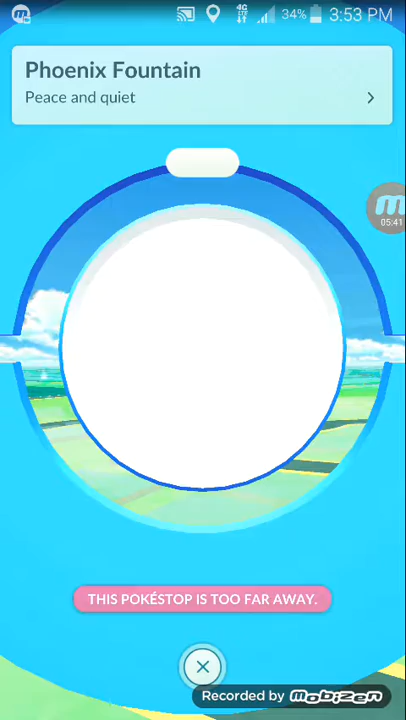 4G
34%
3:53 PM
Phoenix Fountain
Peace and quiet
05:41
THIS POKÉSTOP IS TOO FAR AWAY.
Recorded by mobizen